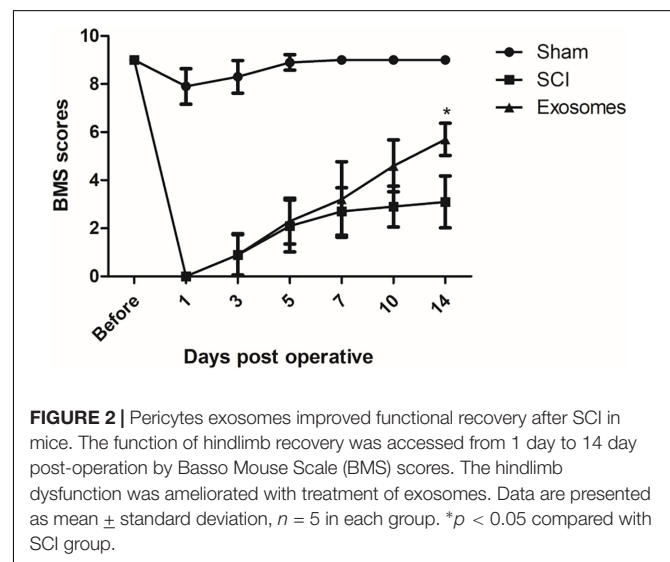 10
8
6
4
2
0
BMS scores
Sham
SCI
Exosomes
*
Before
1
3
5
7
10
14
Days post operative
FIGURE 2 | Pericytes exosomes improved functional recovery after SCI in
mice. The function of hindlimb recovery was accessed from 1 day to 14 day
post-operation by Basso Mouse Scale (BMS) scores. The hindlimb
dysfunction was ameliorated with treatment of exosomes. Data are presented
as mean ± standard deviation, n = 5 in each group. *p < 0.05 compared with
SCI group.